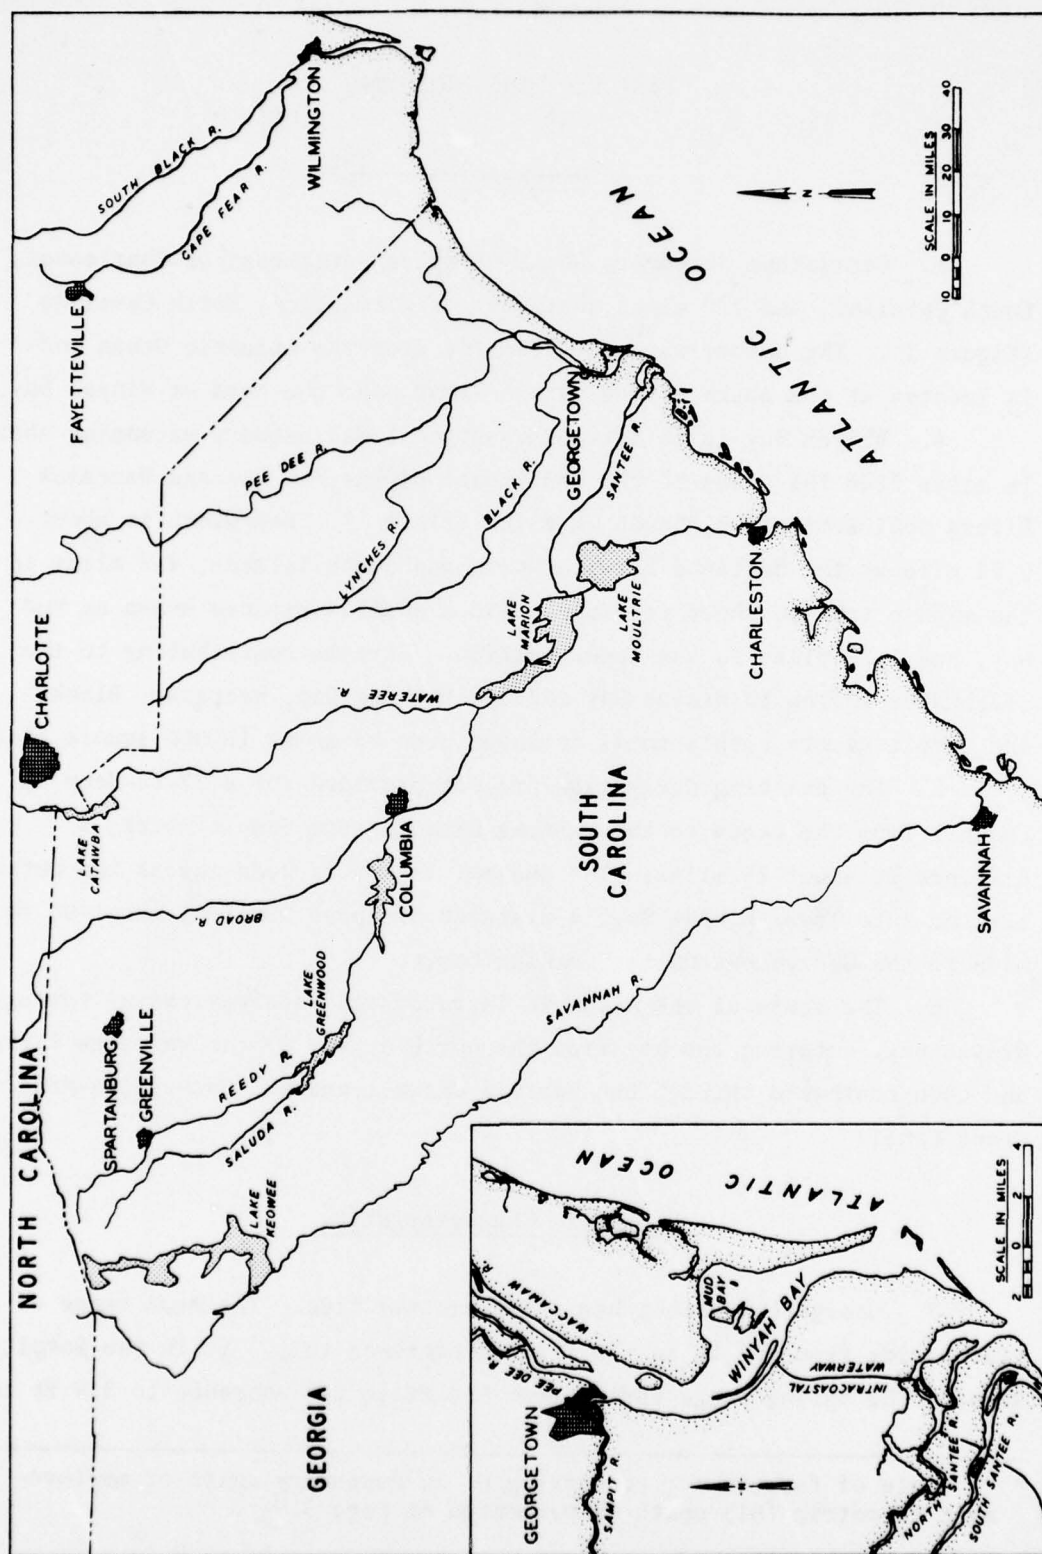 NORTH CAROLINA
CHARLOTTE
FAYETTEVILLE
SOUTH BLACK R.
CAPE FEAR R.
WILMINGTON
LAKE
CATAWBA
SPARTANBURG
GREENVILLE
BROAD R.
PEE DEE R.
LYNCHES R.
BLACK R.
WATEREE R.
REEDY R.
SALUDA R.
LAKE
GREENWOOD
LAKE
KEOWEE
COLUMBIA
LAKE
MARION
GEORGETOWN
SANTEE R.
LAKE
MOULTRIE
GEORGIA
SAVANNAH R.
SOUTH
CAROLINA
CHARLESTON
SAVANNAH
ATLANTIC OCEAN
N
SCALE IN MILES
10 0 10 20 30 40
GEORGETOWN
SAMPIT R.
PEE DEE R.
WACCAMAW R.
MUD
BAY
WINYAH BAY
INTRACOASTAL
WATERWAY
NORTH SANTEE R.
SOUTH SANTEE R.
ATLANTIC OCEAN
N
SCALE IN MILES
2 0 2 4